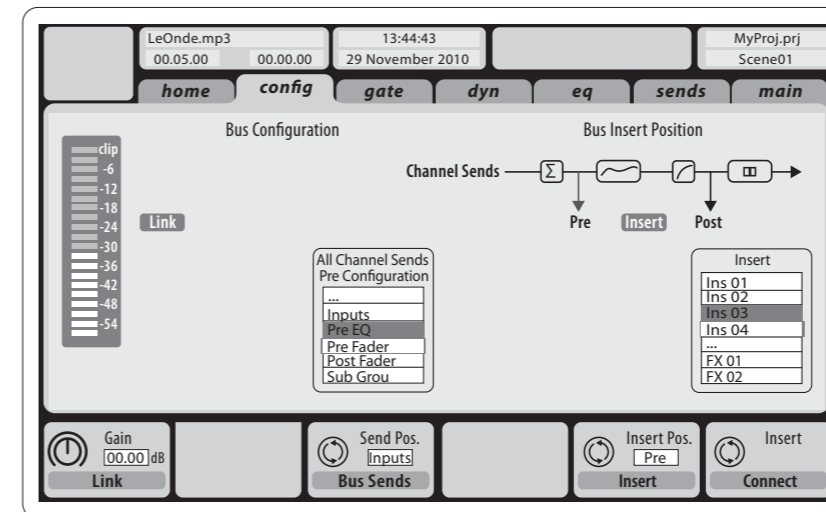 LeOnde.mp3
00.05.00 00.00.00
13:44:43
29 November 2010
MyProj.prj
Scene01
home config gate dyn eq sends main
Bus Configuration
Bus Insert Position
clip
-6
-12
-18
-24
-30
-36
-42
-48
-54
Link
Channel Sends Σ
Pre Insert Post
All Channel Sends
Pre Configuration
...
Inputs
Pre EQ
Pre Fader
Post Fader
Sub Grou
Insert
Ins 01
Ins 02
Ins 03
Ins 04
...
FX 01
FX 02
Gain
00.00 dB
Link
Send Pos.
Inputs
Bus Sends
Insert Pos.
Pre
Insert
Insert
Connect